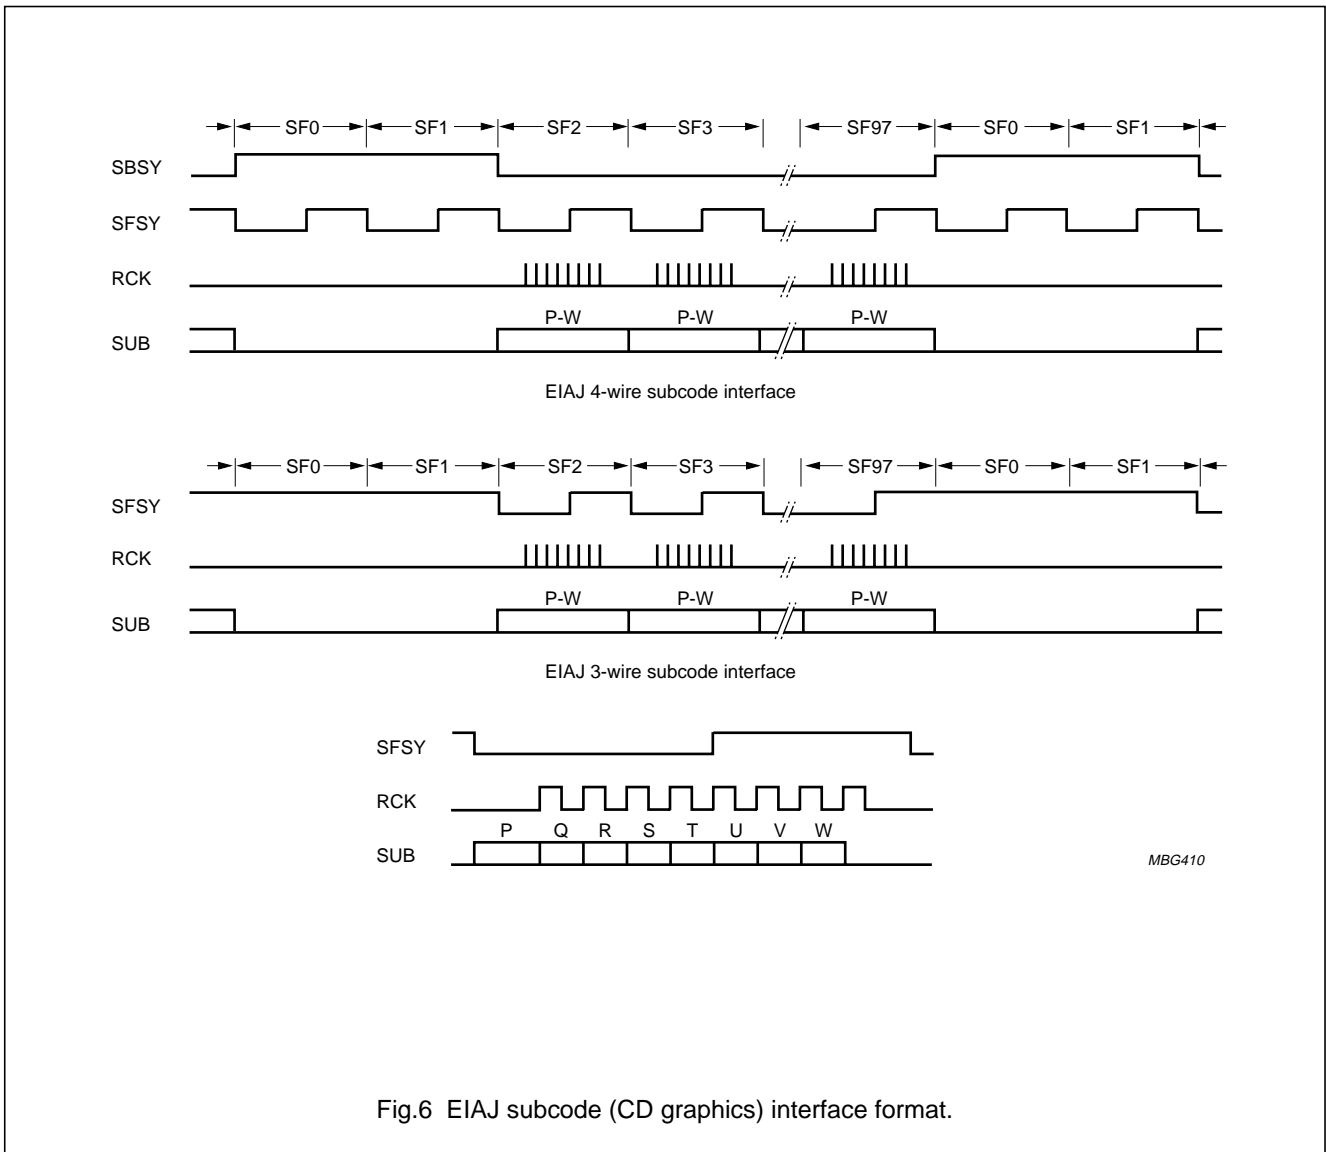 SF0 SF1 SF2 SF3 SF97 SF0 SF1
SBSY
SFSY
RCK
P-W P-W P-W
SUB
EIAJ 4-wire subcode interface
SF0 SF1 SF2 SF3 SF97 SF0 SF1
SFSY
RCK
P-W P-W P-W
SUB
EIAJ 3-wire subcode interface
SFSY
RCK
P Q R S T U V W
SUB
MBG410
Fig.6 EIAJ subcode (CD graphics) interface format.